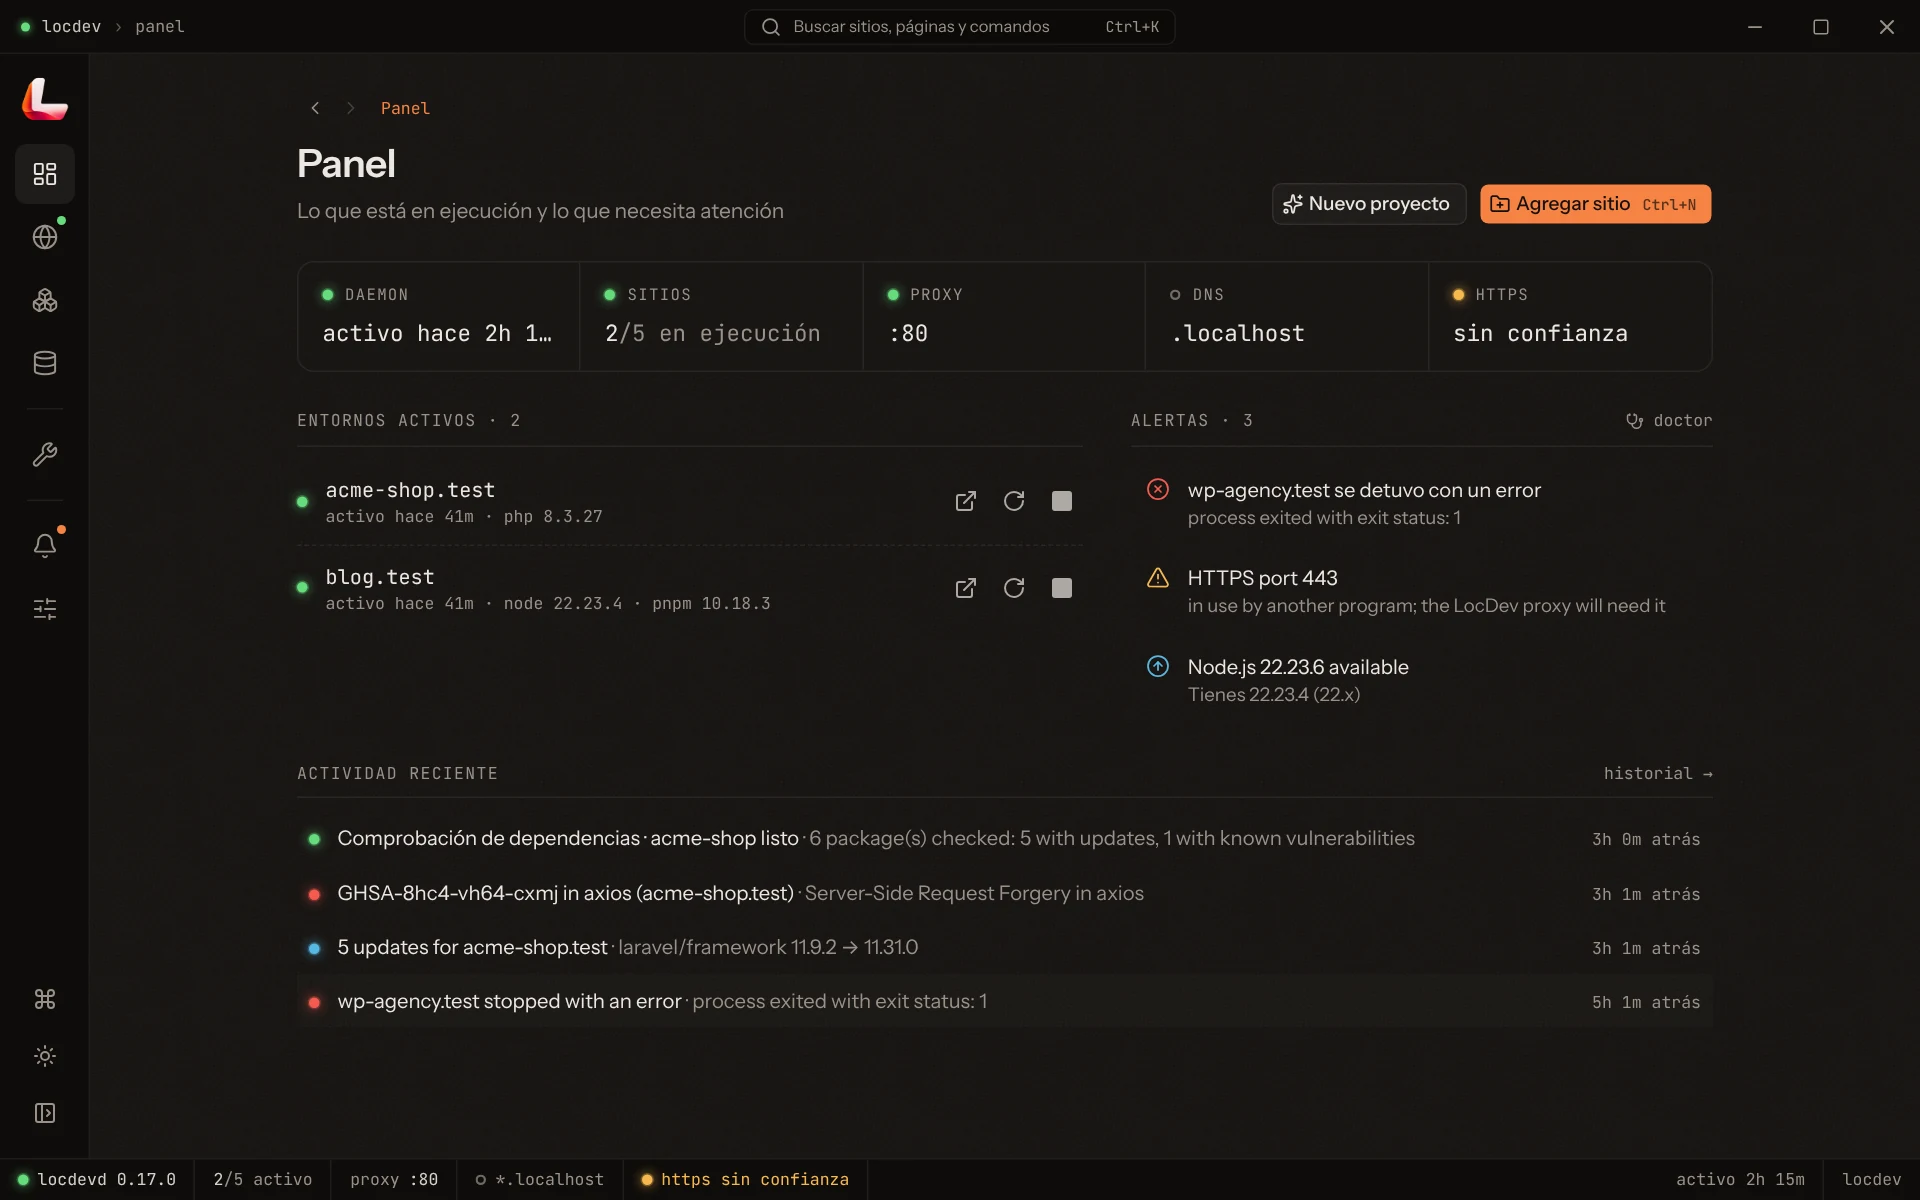 locdev › panel
Buscar sitios, páginas y comandos Ctrl+K
Panel
Panel
Lo que está en ejecución y lo que necesita atención
Nuevo proyecto
Agregar sitio Ctrl+N
DAEMON
activo hace 2h 1…
SITIOS
2/5 en ejecución
PROXY
:80
DNS
.localhost
HTTPS
sin confianza
ENTORNOS ACTIVOS · 2
acme-shop.test
activo hace 41m · php 8.3.27
blog.test
activo hace 41m · node 22.23.4 · pnpm 10.18.3
ALERTAS · 3
doctor
wp-agency.test se detuvo con un error
process exited with exit status: 1
HTTPS port 443
in use by another program; the LocDev proxy will need it
Node.js 22.23.6 available
Tienes 22.23.4 (22.x)
ACTIVIDAD RECIENTE
historial →
Comprobación de dependencias · acme-shop listo · 6 package(s) checked: 5 with updates, 1 with known vulnerabilities 3h 0m atrás
GHSA-8hc4-vh64-cxmj in axios (acme-shop.test) · Server-Side Request Forgery in axios 3h 1m atrás
5 updates for acme-shop.test · laravel/framework 11.9.2 → 11.31.0 3h 1m atrás
wp-agency.test stopped with an error · process exited with exit status: 1 5h 1m atrás
locdevd 0.17.0 2/5 activo proxy :80 *.localhost https sin confianza activo 2h 15m locdev